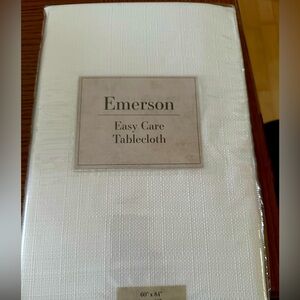 Emerson
Easy Care
Tablecloth
60" x 84"